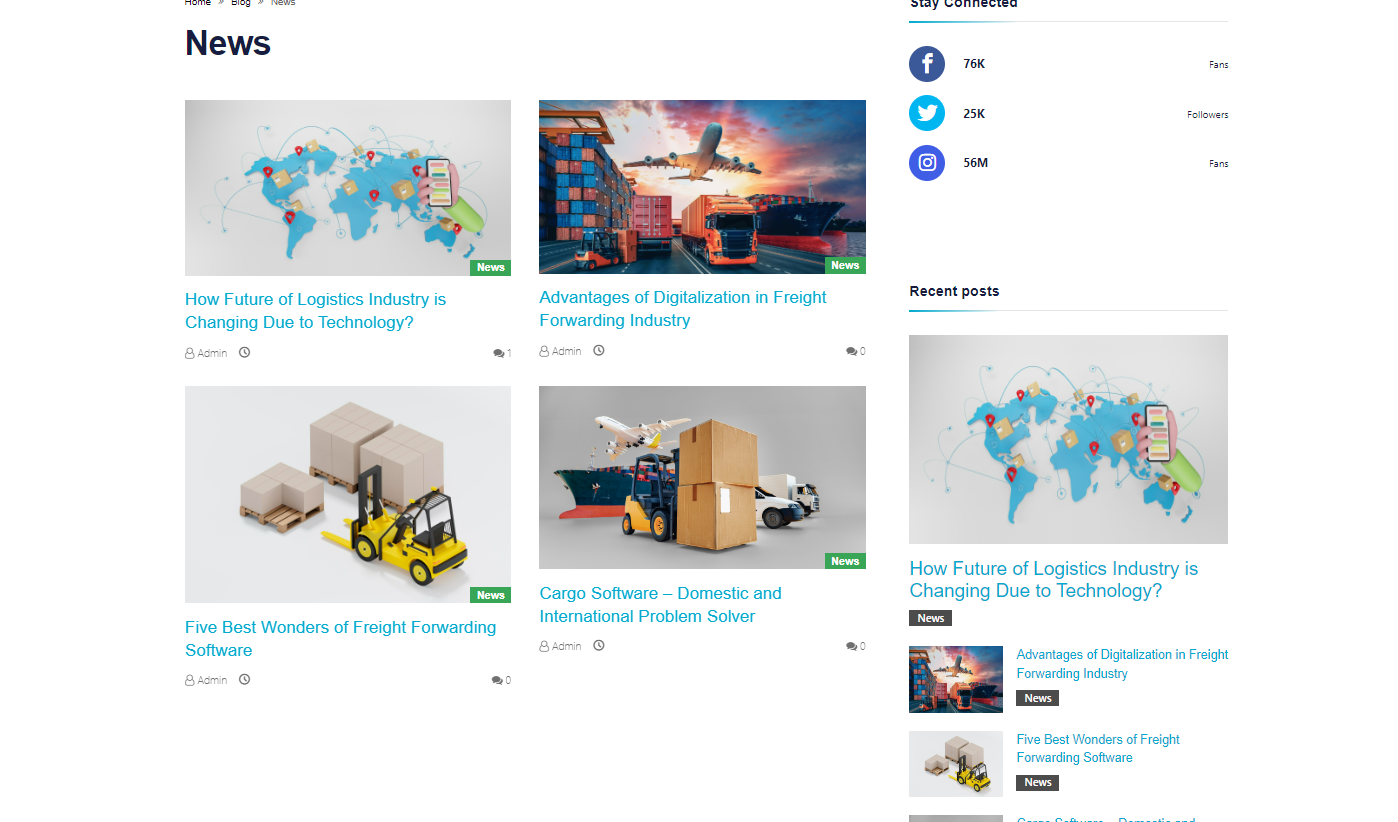 Home » Blog » News
News
News
How Future of Logistics Industry is
Changing Due to Technology?
Admin
1
News
Advantages of Digitalization in Freight
Forwarding Industry
Admin
0
News
Five Best Wonders of Freight Forwarding
Software
Admin
0
News
Cargo Software – Domestic and
International Problem Solver
Admin
0
Stay Connected
76K Fans
25K Followers
56M Fans
Recent posts
How Future of Logistics Industry is
Changing Due to Technology?
News
Advantages of Digitalization in Freight
Forwarding Industry
News
Five Best Wonders of Freight
Forwarding Software
News
Cargo Software – Domestic and